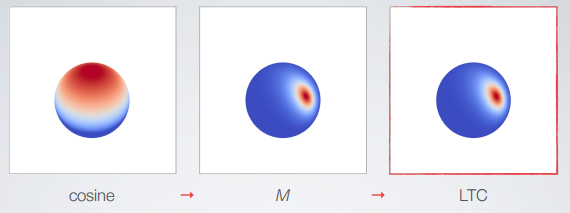 cosine → M → LTC